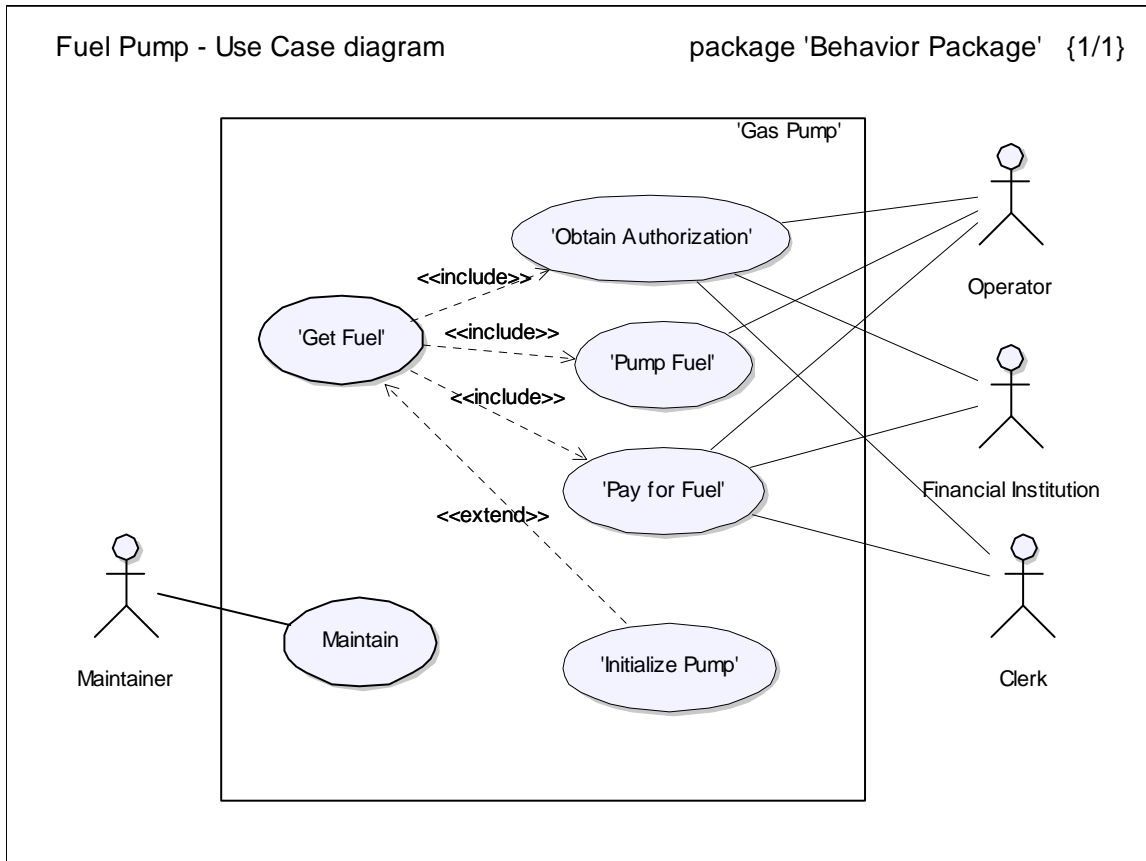 Fuel Pump - Use Case diagram
package 'Behavior Package' {1/1}
'Gas Pump'
'Obtain Authorization'
<<include>>
Operator
'Get Fuel'
<<include>>
'Pump Fuel'
<<include>>
'Pay for Fuel'
Financial Institution
<<extend>>
Maintain
'Initialize Pump'
Maintainer
Clerk